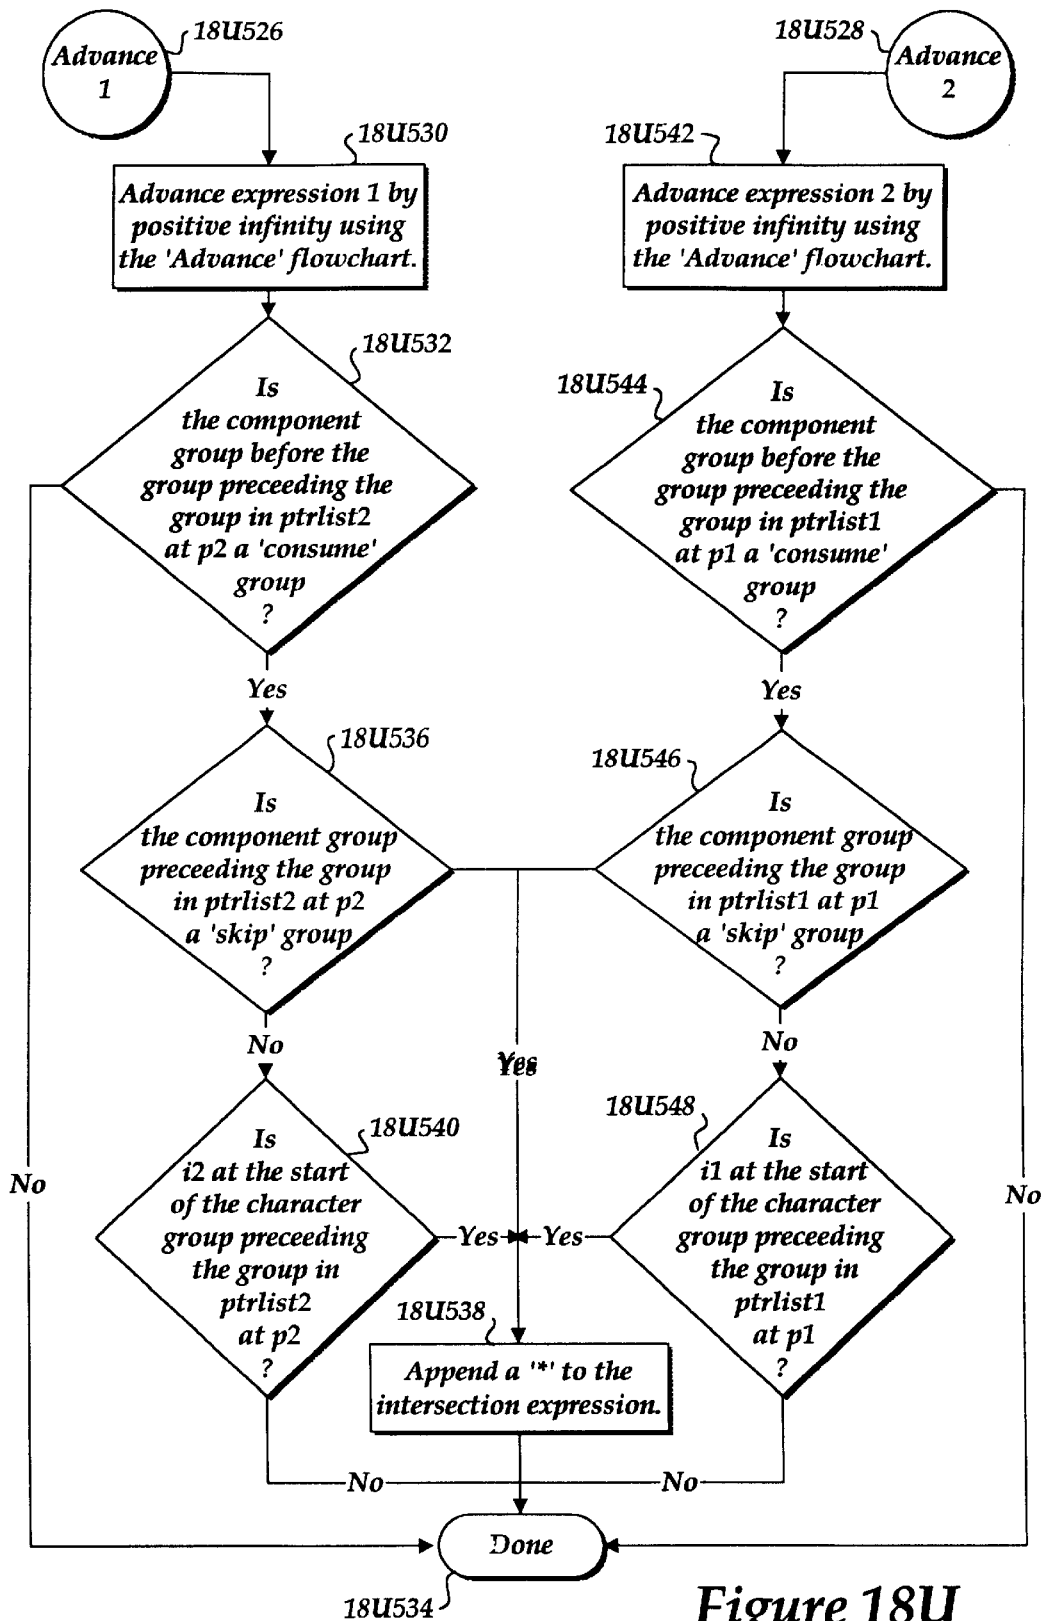 18U526
Advance
1
18U528
Advance
2
18U530
Advance expression 1 by
positive infinity using
the 'Advance' flowchart.
18U542
Advance expression 2 by
positive infinity using
the 'Advance' flowchart.
18U532
Is
the component
group before the
group preceeding the
group in ptrlist2
at p2 a 'consume'
group
?
18U544
Is
the component
group before the
group preceeding the
group in ptrlist1
at p1 a 'consume'
group
?
Yes
Yes
18U536
Is
the component group
preceeding the group
in ptrlist2 at p2
a 'skip' group
?
18U546
Is
the component group
preceeding the group
in ptrlist1 at p1
a 'skip' group
?
No
Yes
Yes
No
18U540
Is
i2 at the start
of the character
group preceeding
the group in
ptrlist2
at p2
?
18U548
Is
i1 at the start
of the character
group preceeding
the group in
ptrlist1
at p1
?
No
No
Yes
Yes
18U538
Append a '*' to the
intersection expression.
No
No
Done
18U534
Figure 18U